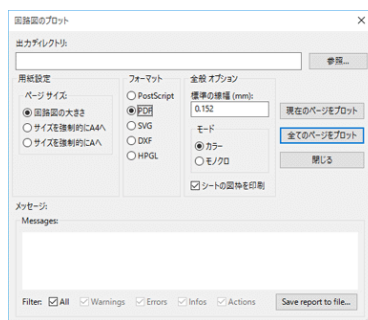 回路図のプロット
出力ディレクトリ:
参照...
用紙設定
ページ サイズ:
回路図の大きさ
サイズを強制的にA4へ
サイズを強制的にAへ
フォーマット
PostScript
PDF
SVG
DXF
HPGL
全般 オプション
標準の線幅 (mm):
0.152
モード
カラー
モノクロ
シートの図枠を印刷
現在のページをプロット
全てのページをプロット
閉じる
メッセージ:
Messages:
Filter: All Warnings Errors Infos Actions Save report to file...